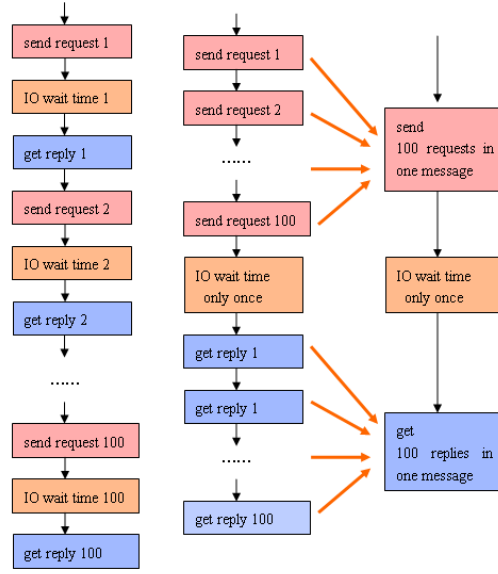 send request 1
IO wait time 1
get reply 1
send request 2
IO wait time 2
get reply 2
......
send request 100
IO wait time 100
get reply 100
send request 1
send request 2
......
send request 100
IO wait time
only once
get reply 1
get reply 1
......
get reply 100
send
100 requests in
one message
IO wait time
only once
get
100 replies in
one message